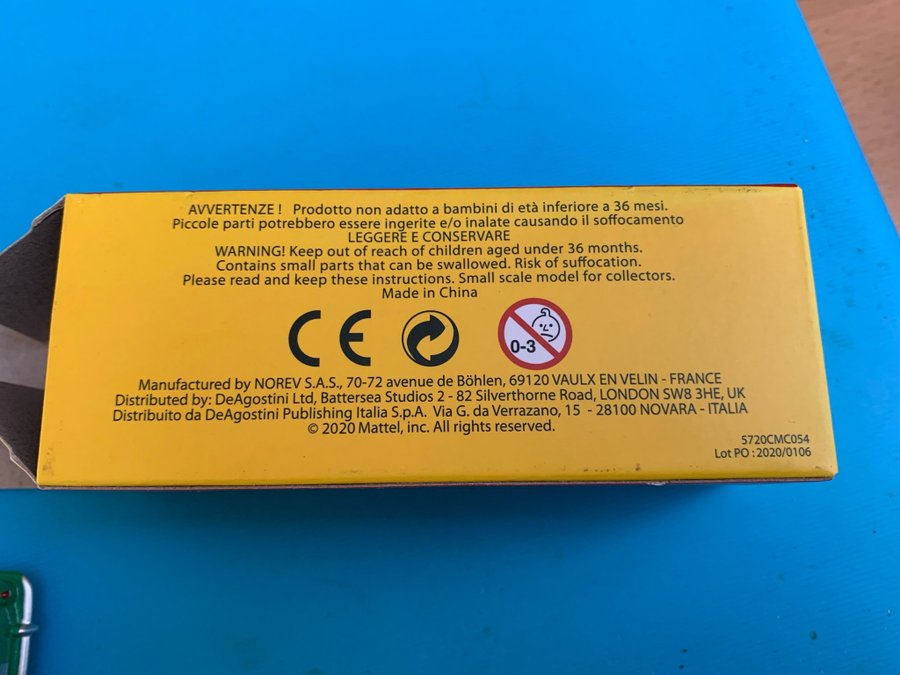 AVVERTENZE ! Prodotto non adatto a bambini di età inferiore a 36 mesi.
Piccole parti potrebbero essere ingerite e/o inalate causando il soffocamento
LEGGERE E CONSERVARE
WARNING! Keep out of reach of children aged under 36 months.
Contains small parts that can be swallowed. Risk of suffocation.
Please read and keep these instructions. Small scale model for collectors.
Made in China
CE
0-3
Manufactured by NOREV S.A.S., 70-72 avenue de Böhlen, 69120 VAULX EN VELIN - FRANCE
Distributed by: DeAgostini Ltd, Battersea Studios 2 - 82 Silverthorne Road, LONDON SW8 3HE, UK
Distribuito da DeAgostini Publishing Italia S.p.A. Via G. da Verrazano, 15 - 28100 NOVARA - ITALIA
© 2020 Mattel, inc. All rights reserved.
5720CMC054
Lot PO : 2020/0106